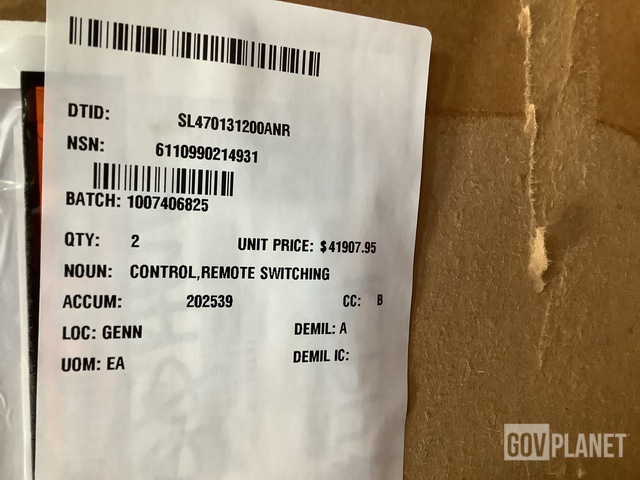 DTID: SL470131200ANR
NSN: 6110990214931
BATCH: 1007406825
QTY: 2 UNIT PRICE: $41907.95
NOUN: CONTROL,REMOTE SWITCHING
ACCUM: 202539 CC: B
LOC: GENN DEMIL: A
UOM: EA DEMIL IC:
GOVPLANET